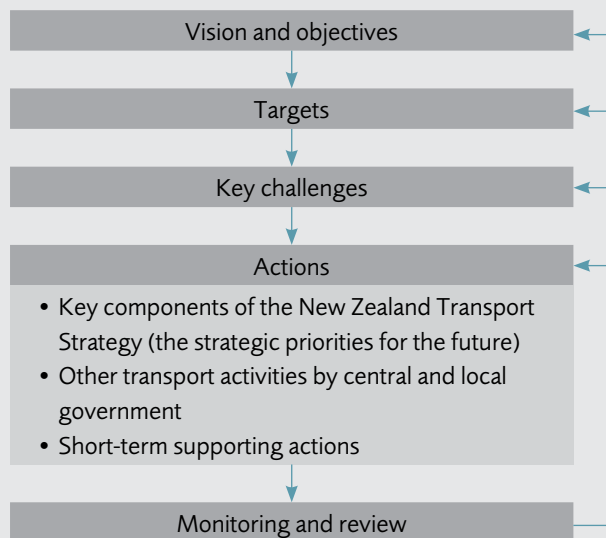 Vision and objectives
Targets
Key challenges
Actions
• Key components of the New Zealand Transport
Strategy (the strategic priorities for the future)
• Other transport activities by central and local
government
• Short-term supporting actions
Monitoring and review